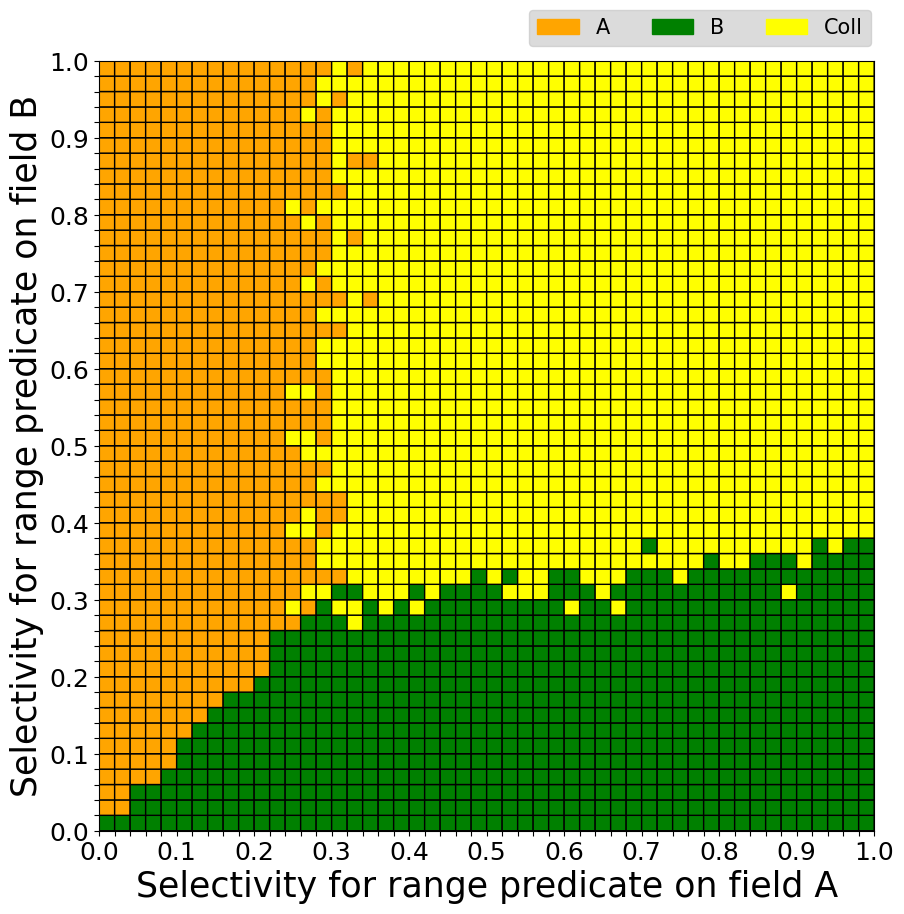 A B Coll
Selectivity for range predicate on field B
1.0
0.9
0.8
0.7
0.6
0.5
0.4
0.3
0.2
0.1
0.0
0.0 0.1 0.2 0.3 0.4 0.5 0.6 0.7 0.8 0.9 1.0
Selectivity for range predicate on field A